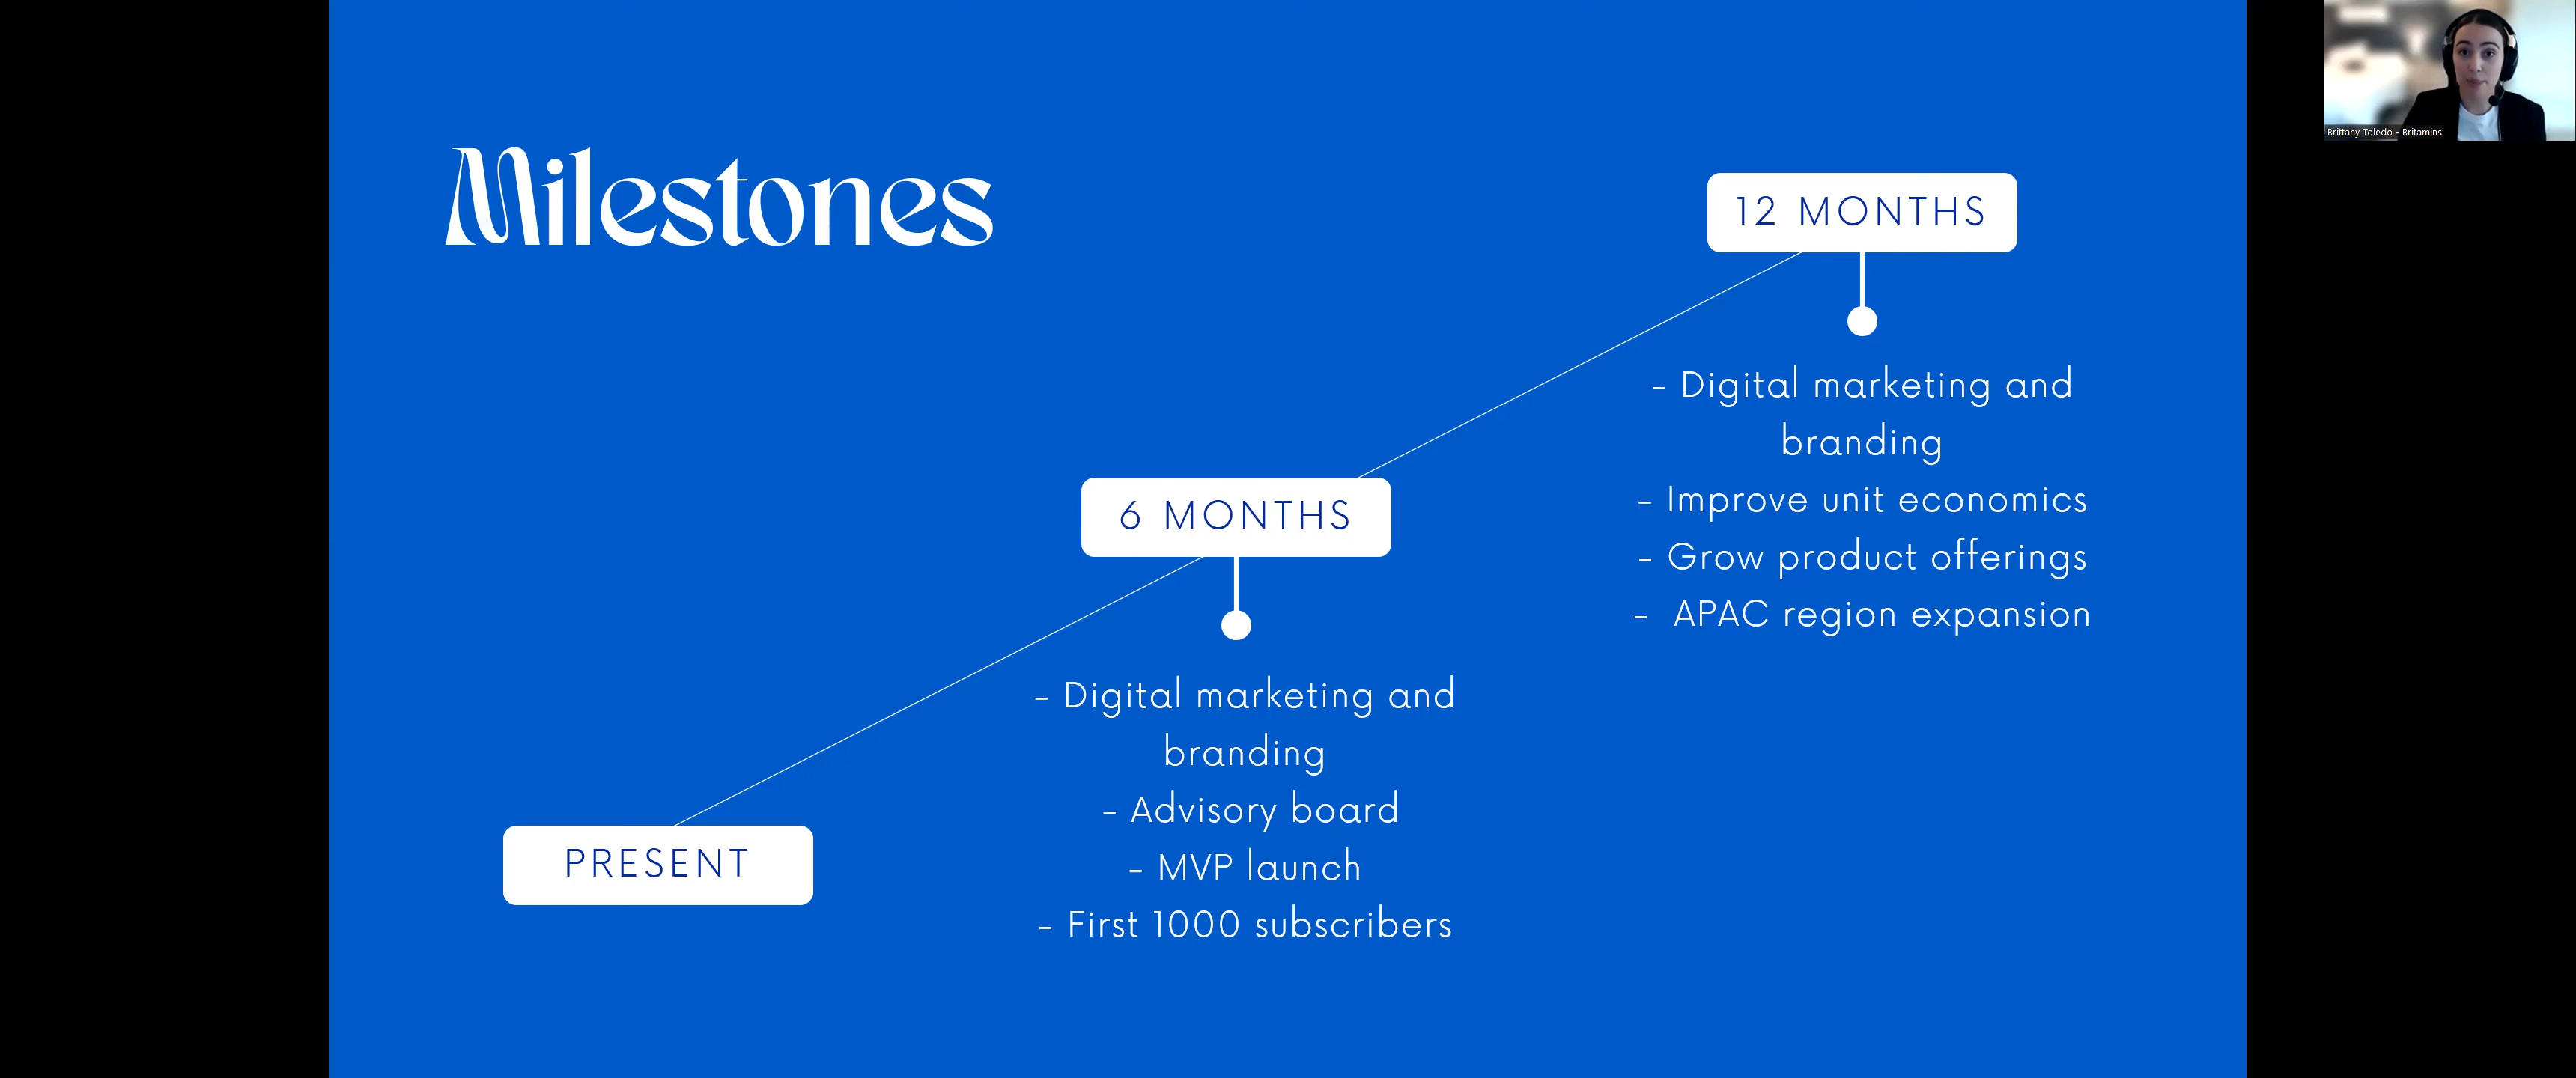 Milestones
12 MONTHS
- Digital marketing and
branding
- Improve unit economics
- Grow product offerings
- APAC region expansion
6 MONTHS
- Digital marketing and
branding
- Advisory board
- MVP launch
- First 1000 subscribers
PRESENT
Brittany Toledo - Britamins